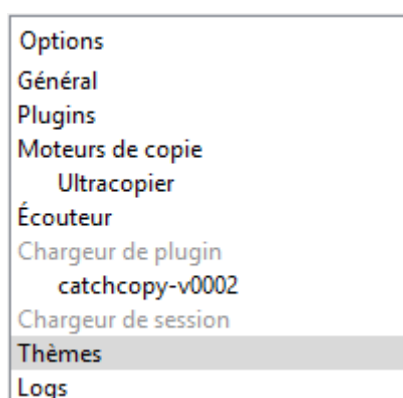 Options
Général
Plugins
Moteurs de copie
Ultracopier
Écouteur
Chargeur de plugin
catchcopy-v0002
Chargeur de session
Thèmes
Logs